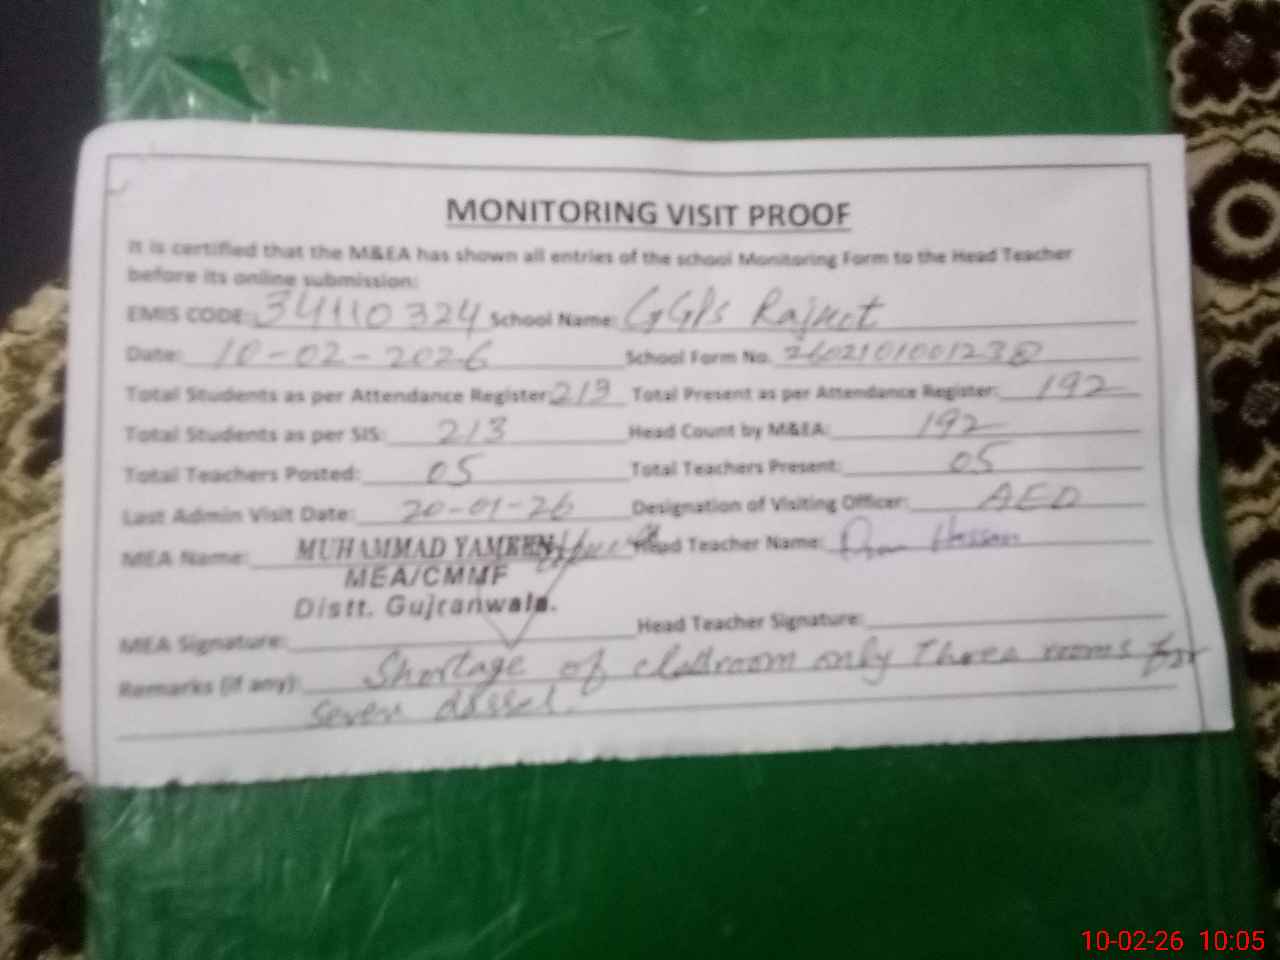 MONITORING VISIT PROOF
It is certified that the M&EA has shown all entries of the school Monitoring Form to the Head Teacher
before its online submission:
EMIS CODE: 34110324 School Name: GGPS Rajkot
Date: 10-02-2026 School Form No. 2602101001238
Total Students as per Attendance Register: 213 Total Present as per Attendance Register: 192
Total Students as per SIS: 213 Head Count by M&EA: 192
Total Teachers Posted: 05 Total Teachers Present: 05
Last Admin Visit Date: 20-01-26 Designation of Visiting Officer: AEO
MEA Name: MUHAMMAD YAMEEN Head Teacher Name: Hassan
MEA/CMMF
Distt. Gujranwala.
MEA Signature: Head Teacher Signature:
Remarks (if any): Shortage of classroom only Three rooms for
seven
10-02-26 10:05